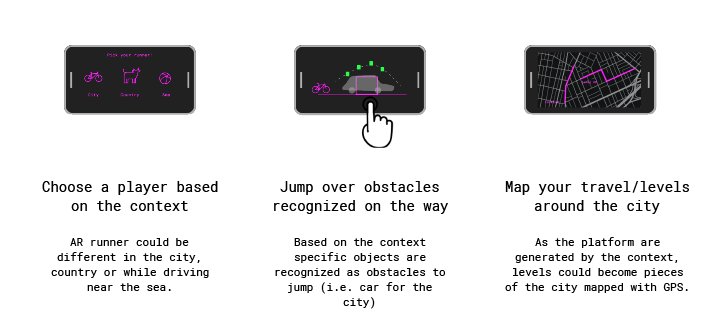 Pick your runner:
City
Country
Sea
Choose a player based
on the context
AR runner could be
different in the city,
country or while driving
near the sea.
Jump over obstacles
recognized on the way
Based on the context
specific objects are
recognized as obstacles to
jump (i.e. car for the
city)
Map your travel/levels
around the city
As the platform are
generated by the context,
levels could become pieces
of the city mapped with GPS.